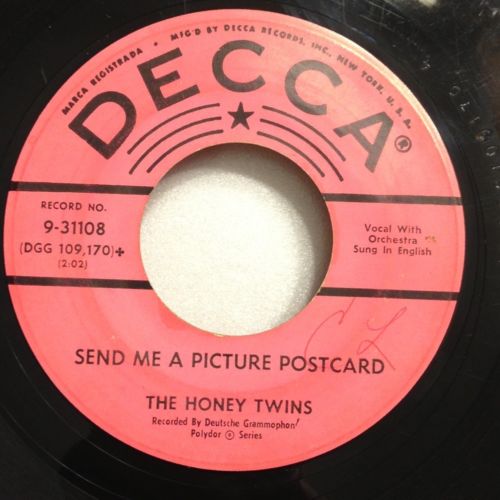 MARCA REGISTRADA • MFG'D BY DECCA RECORDS, INC., NEW YORK, U. S. A.
DECCA®
RECORD NO.
9-31108
(DGG 109,170)+
(2:02)
Vocal With
Orchestra
Sung In English
CL
SEND ME A PICTURE POSTCARD
THE HONEY TWINS
Recorded By Deutsche Grammophon/
Polydor ® Series